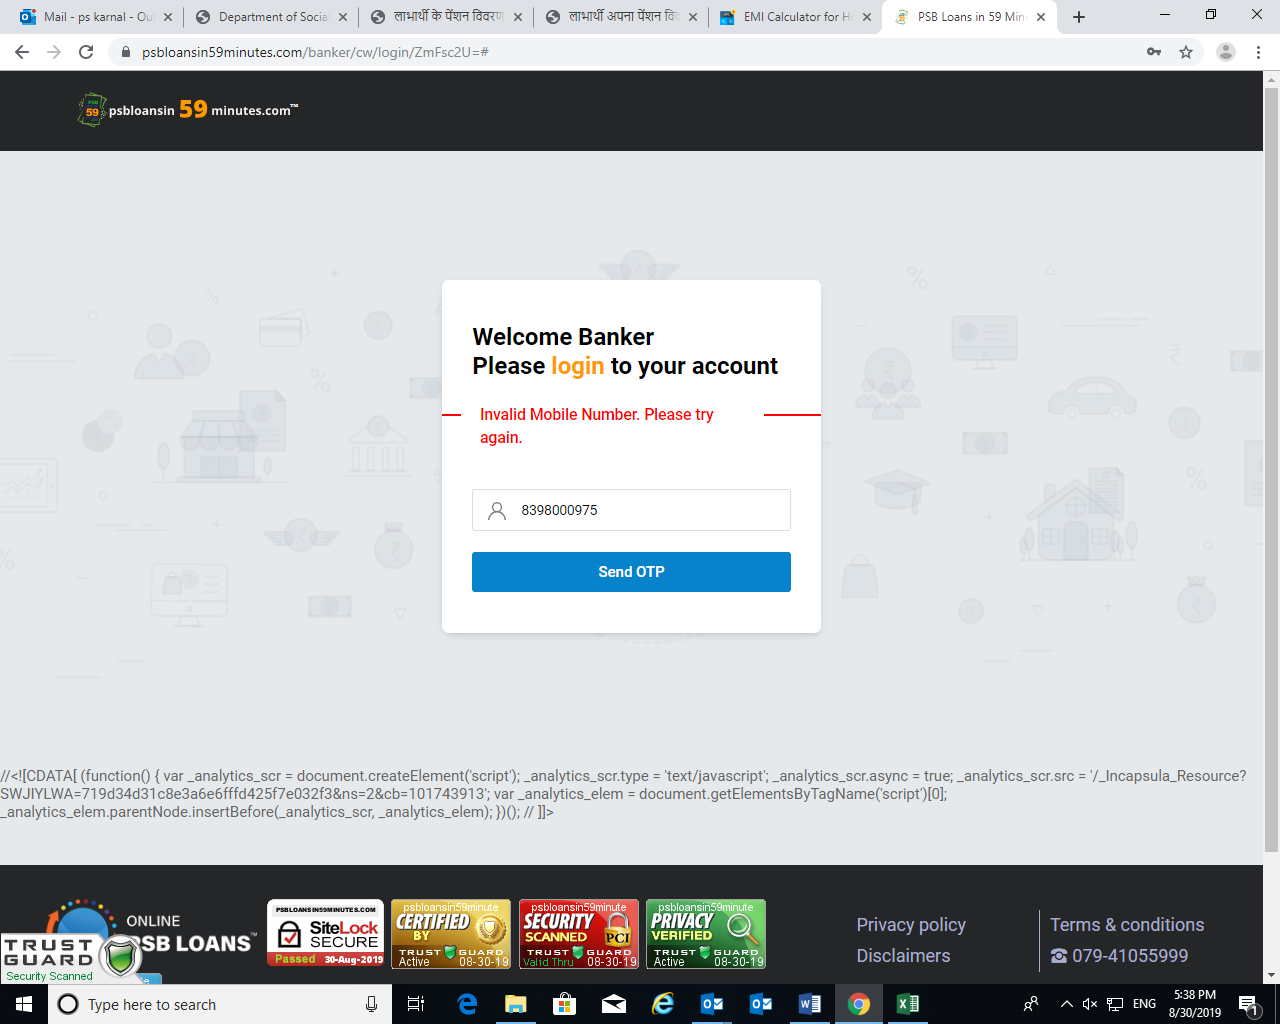 Mail - ps karnal - Ou
Department of Socia
लाभार्थी के पेंशन विवरण
लाभार्थी अपना पेंशन वि
EMI Calculator for H
PSB Loans in 59 Min
psbloansin59minutes.com/banker/cw/login/ZmFsc2U=#
PSB
59
psbloansin 59 minutes.com™
Welcome Banker
Please login to your account
Invalid Mobile Number. Please try
again.
8398000975
Send OTP
//<![CDATA[ (function() { var _analytics_scr = document.createElement('script'); _analytics_scr.type = 'text/javascript'; _analytics_scr.async = true; _analytics_scr.src = '/_Incapsula_Resource?
SWJIYLWA=719d34d31c8e3a6e6fffd425f7e032f3&ns=2&cb=101743913'; var _analytics_elem = document.getElementsByTagName('script')[0];
_analytics_elem.parentNode.insertBefore(_analytics_scr, _analytics_elem); })(); // ]]>
ONLINE
PSB LOANS™
TRUST
GUARD
Security Scanned
PSBLOANSIN59MINUTES.COM
SiteLock
SECURE
Passed 30-Aug-2019
psbloansin59minute
CERTIFIED
BY
TRUST GUARD
Active 08-30-19
psbloansin59minute
SECURITY
SCANNED
PCI
TRUST GUARD
Valid Thru 08-30-19
psbloansin59minute
PRIVACY
VERIFIED
TRUST GUARD
Active 08-30-19
Privacy policy
Disclaimers
Terms & conditions
079-41055999
Type here to search
ENG
5:38 PM
8/30/2019
1